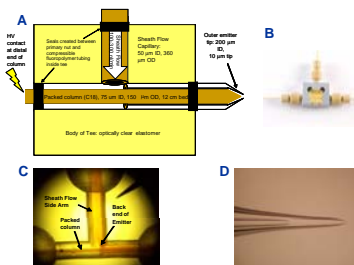 A
HV
contact
at distal
end of
column
Seals created between
primary nut and
compressible
fluoropolymer tubing
inside tee
Sheath Flow
Sheath Flow
Capillary:
50 µm ID, 360
µm OD
Outer emitter
tip: 200 µm
ID,
10 µm tip
Packed column (C18), 75 um ID, 150 µm OD, 12 cm bed
Body of Tee: optically clear elastomer
B
C
Sheath Flow
Side Arm
Packed
column
Back
end of
Emitter
D